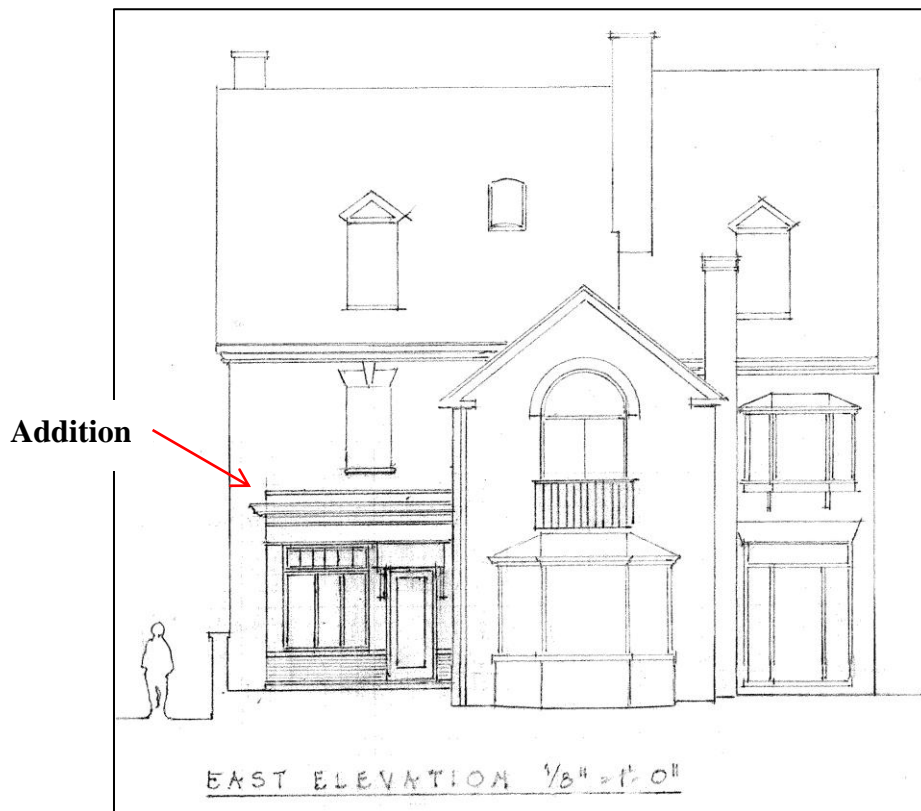 Addition
EAST ELEVATION 1/8" = 1'-0"